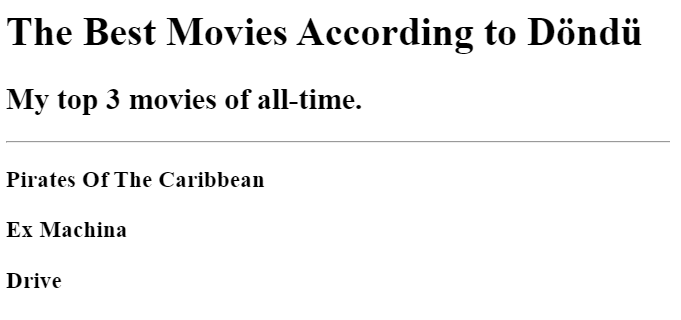 The Best Movies According to Döndü
My top 3 movies of all-time.
Pirates Of The Caribbean
Ex Machina
Drive